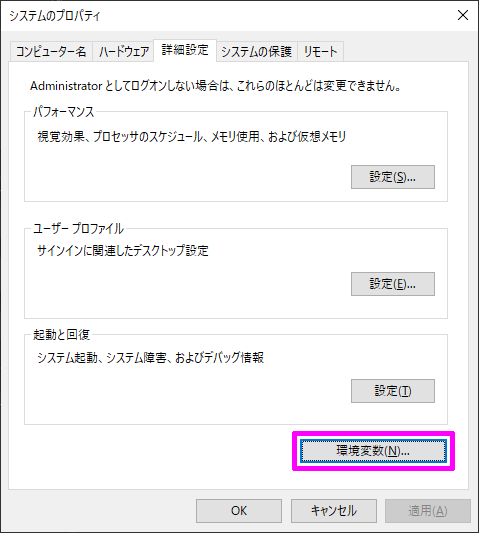 システムのプロパティ
コンピューター名 ハードウェア 詳細設定 システムの保護 リモート
Administrator としてログオンしない場合は、これらのほとんどは変更できません。
パフォーマンス
視覚効果、プロセッサのスケジュール、メモリ使用、および仮想メモリ
設定(S)...
ユーザー プロファイル
サインインに関連したデスクトップ設定
設定(E)...
起動と回復
システム起動、システム障害、およびデバッグ情報
設定(T)
環境変数(N)...
OK キャンセル 適用(A)